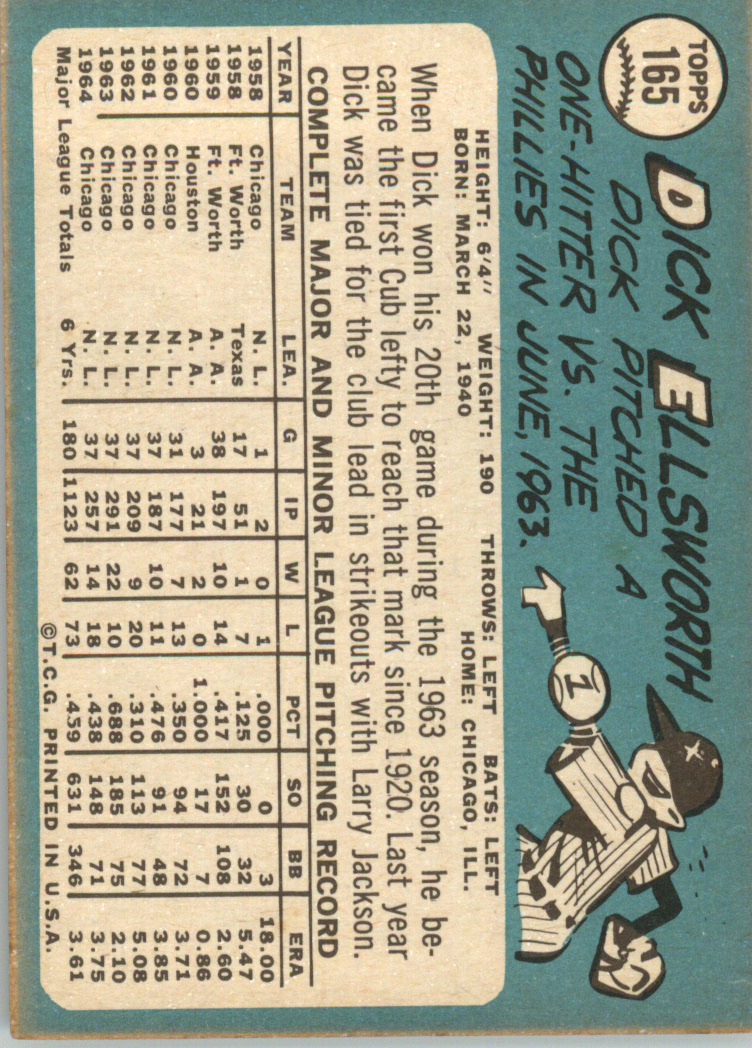 TOPPS
165
DICK ELLSWORTH
DICK PITCHED A
ONE-HITTER VS. THE
PHILLIES IN JUNE, 1963.
1
HEIGHT: 6'4" WEIGHT: 190 THROWS: LEFT BATS: LEFT
BORN: MARCH 22, 1940 HOME: CHICAGO, ILL.
When Dick won his 20th game during the 1963 season, he be-
came the first Cub lefty to reach that mark since 1920. Last year
Dick was tied for the club lead in strikeouts with Larry Jackson.
COMPLETE MAJOR AND MINOR LEAGUE PITCHING RECORD
YEAR TEAM LEA. G IP W L PCT SO BB ERA
1958 Chicago N. L. 1 2 0 1 .000 0 3 18.00
1958 Ft. Worth Texas 17 51 1 7 .125 30 32 5.47
1959 Ft. Worth A. A. 38 197 10 14 .417 152 108 2.60
1960 Houston A. A. 3 21 2 0 1.000 17 7 0.86
1960 Chicago N. L. 31 177 7 13 .350 94 72 3.71
1961 Chicago N. L. 37 187 10 11 .476 91 48 3.85
1962 Chicago N. L. 37 209 9 20 .310 113 77 5.08
1963 Chicago N. L. 37 291 22 10 .688 185 75 2.10
1964 Chicago N. L. 37 257 14 18 .438 148 71 3.75
Major League Totals 6 Yrs. 180 1123 62 73 .459 631 346 3.61
©T.C.G. PRINTED IN U.S.A.